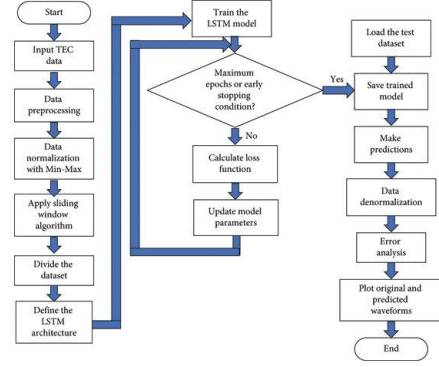 Start
Input TEC
data
Data
preprocessing
Data
normalization
with Min-Max
Apply sliding
window
algorithm
Divide the
dataset
Define the
LSTM
architecture
Train the
LSTM model
Maximum
epochs or early
stopping
condition?
Yes
No
Calculate loss
function
Update model
parameters
Load the test
dataset
Save trained
model
Make
predictions
Data
denormalization
Error
analysis
Plot original and
predicted
waveforms
End